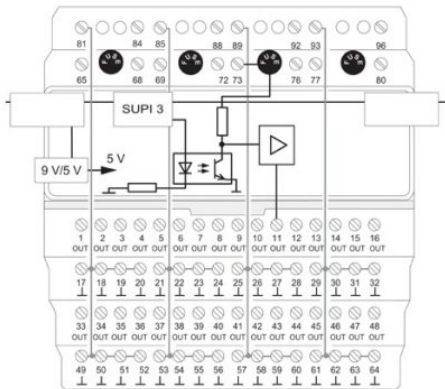 81 84 85 88 89 92 93 96
FUSE FUSE FUSE FUSE
65 68 69 72 73 76 77 80
SUPI 3
9 V/5 V
5 V
1 2 3 4 5 6 7 8 9 10 11 12 13 14 15 16
OUT OUT OUT OUT OUT OUT OUT OUT OUT OUT OUT OUT OUT OUT OUT OUT
17 18 19 20 21 22 23 24 25 26 27 28 29 30 31 32
33 34 35 36 37 38 39 40 41 42 43 44 45 46 47 48
OUT OUT OUT OUT OUT OUT OUT OUT OUT OUT OUT OUT OUT OUT OUT OUT
49 50 51 52 53 54 55 56 57 58 59 60 61 62 63 64